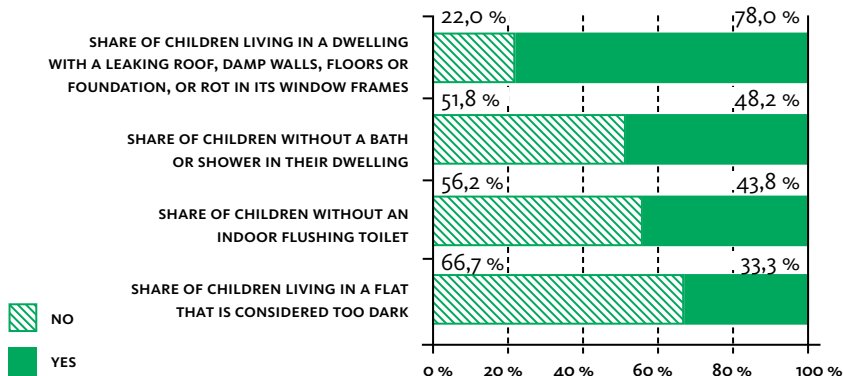 22,0 % 78,0 %
SHARE OF CHILDREN LIVING IN A DWELLING
WITH A LEAKING ROOF, DAMP WALLS, FLOORS OR
FOUNDATION, OR ROT IN ITS WINDOW FRAMES
51,8 % 48,2 %
SHARE OF CHILDREN WITHOUT A BATH
OR SHOWER IN THEIR DWELLING
56,2 % 43,8 %
SHARE OF CHILDREN WITHOUT AN
INDOOR FLUSHING TOILET
66,7 % 33,3 %
SHARE OF CHILDREN LIVING IN A FLAT
THAT IS CONSIDERED TOO DARK
NO
YES
0 % 20 % 40 % 60 % 80 % 100 %